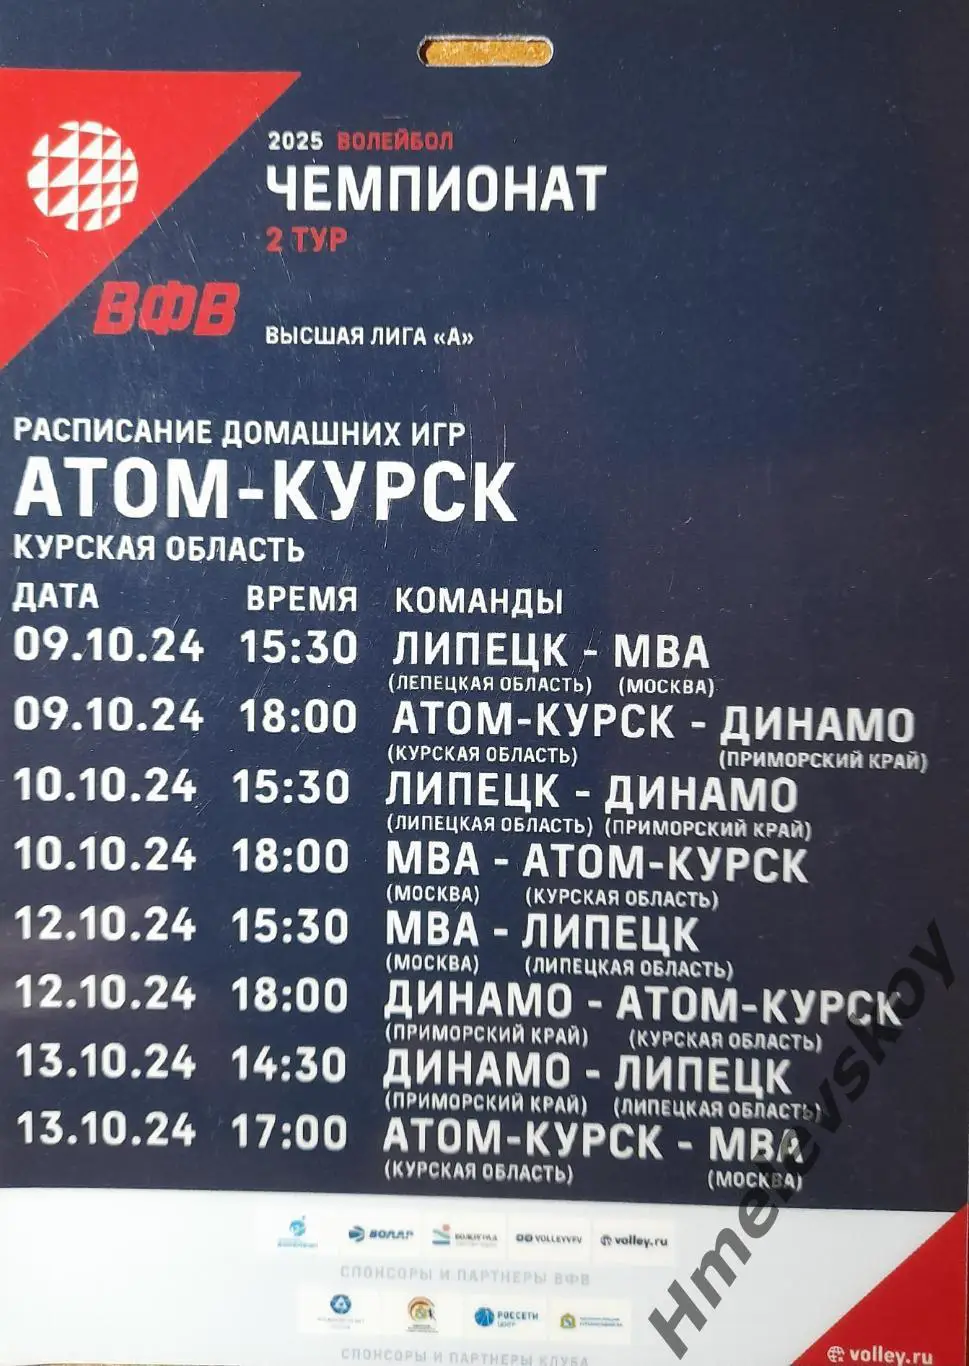 2025 ВОЛЕЙБОЛ
ЧЕМПИОНАТ
2 ТУР
ВФВ
ВЫСШАЯ ЛИГА «А»
РАСПИСАНИЕ ДОМАШНИХ ИГР
АТОМ-КУРСК
КУРСКАЯ ОБЛАСТЬ
ДАТА ВРЕМЯ КОМАНДЫ
09.10.24 15:30 ЛИПЕЦК - МВА
(ЛЕПЕЦКАЯ ОБЛАСТЬ) (МОСКВА)
09.10.24 18:00 АТОМ-КУРСК - ДИНАМО
(КУРСКАЯ ОБЛАСТЬ) (ПРИМОРСКИЙ КРАЙ)
10.10.24 15:30 ЛИПЕЦК - ДИНАМО
(ЛИПЕЦКАЯ ОБЛАСТЬ) (ПРИМОРСКИЙ КРАЙ)
10.10.24 18:00 МВА - АТОМ-КУРСК
(МОСКВА) (КУРСКАЯ ОБЛАСТЬ)
12.10.24 15:30 МВА - ЛИПЕЦК
(МОСКВА) (ЛИПЕЦКАЯ ОБЛАСТЬ)
12.10.24 18:00 ДИНАМО - АТОМ-КУРСК
(ПРИМОРСКИЙ КРАЙ) (КУРСКАЯ ОБЛАСТЬ)
13.10.24 14:30 ДИНАМО - ЛИПЕЦК
(ПРИМОРСКИЙ КРАЙ) (ЛИПЕЦКАЯ ОБЛАСТЬ)
13.10.24 17:00 АТОМ-КУРСК - МВА
(КУРСКАЯ ОБЛАСТЬ) (МОСКВА)
ВОЛАР VOLLEYVFV volley.ru
СПОНСОРЫ И ПАРТНЕРЫ ВФВ
РОССЕТИ
ЦЕНТР
СПОНСОРЫ И ПАРТНЕРЫ КЛУБА
volley.ru
Hmelevskoy